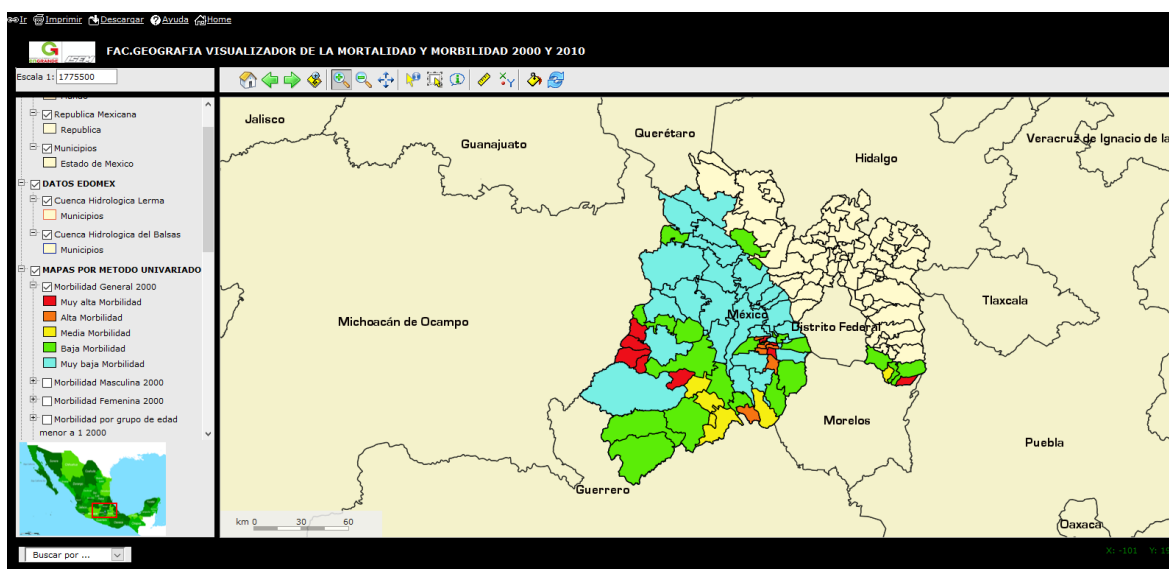 Ir Imprimir Descargar Ayuda Home
FAC.GEOGRAFIA VISUALIZADOR DE LA MORTALIDAD Y MORBILIDAD 2000 Y 2010
Escala 1: 1775500
Republica Mexicana
Republica
Municipios
Estado de Mexico
DATOS EDOMEX
Cuenca Hidrologica Lerma
Municipios
Cuenca Hidrologica del Balsas
Municipios
MAPAS POR METODO UNIVARIADO
Morbilidad General 2000
Muy alta Morbilidad
Alta Morbilidad
Media Morbilidad
Baja Morbilidad
Muy baja Morbilidad
Morbilidad Masculina 2000
Morbilidad Femenina 2000
Morbilidad por grupo de edad
menor a 1 2000
Buscar por ...
Jalisco
Guanajuato
Querétaro
Hidalgo
Veracruz de Ignacio de la
Michoacán de Ocampo
México
Distrito Federal
Tlaxcala
Morelos
Puebla
Guerrero
Oaxaca
km 0 30 60
X: -101 Y: 19